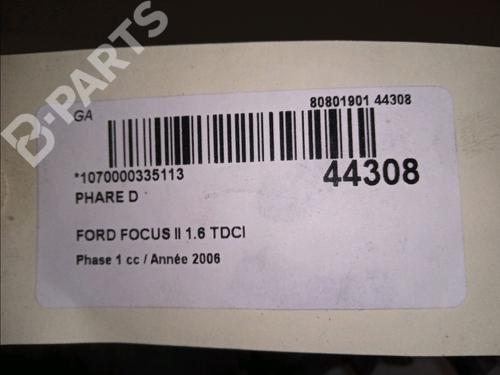 GA
80801901 44308
*1070000335113
44308
PHARE D
FORD FOCUS II 1.6 TDCI
Phase 1 cc / Année 2006
B-PARTS